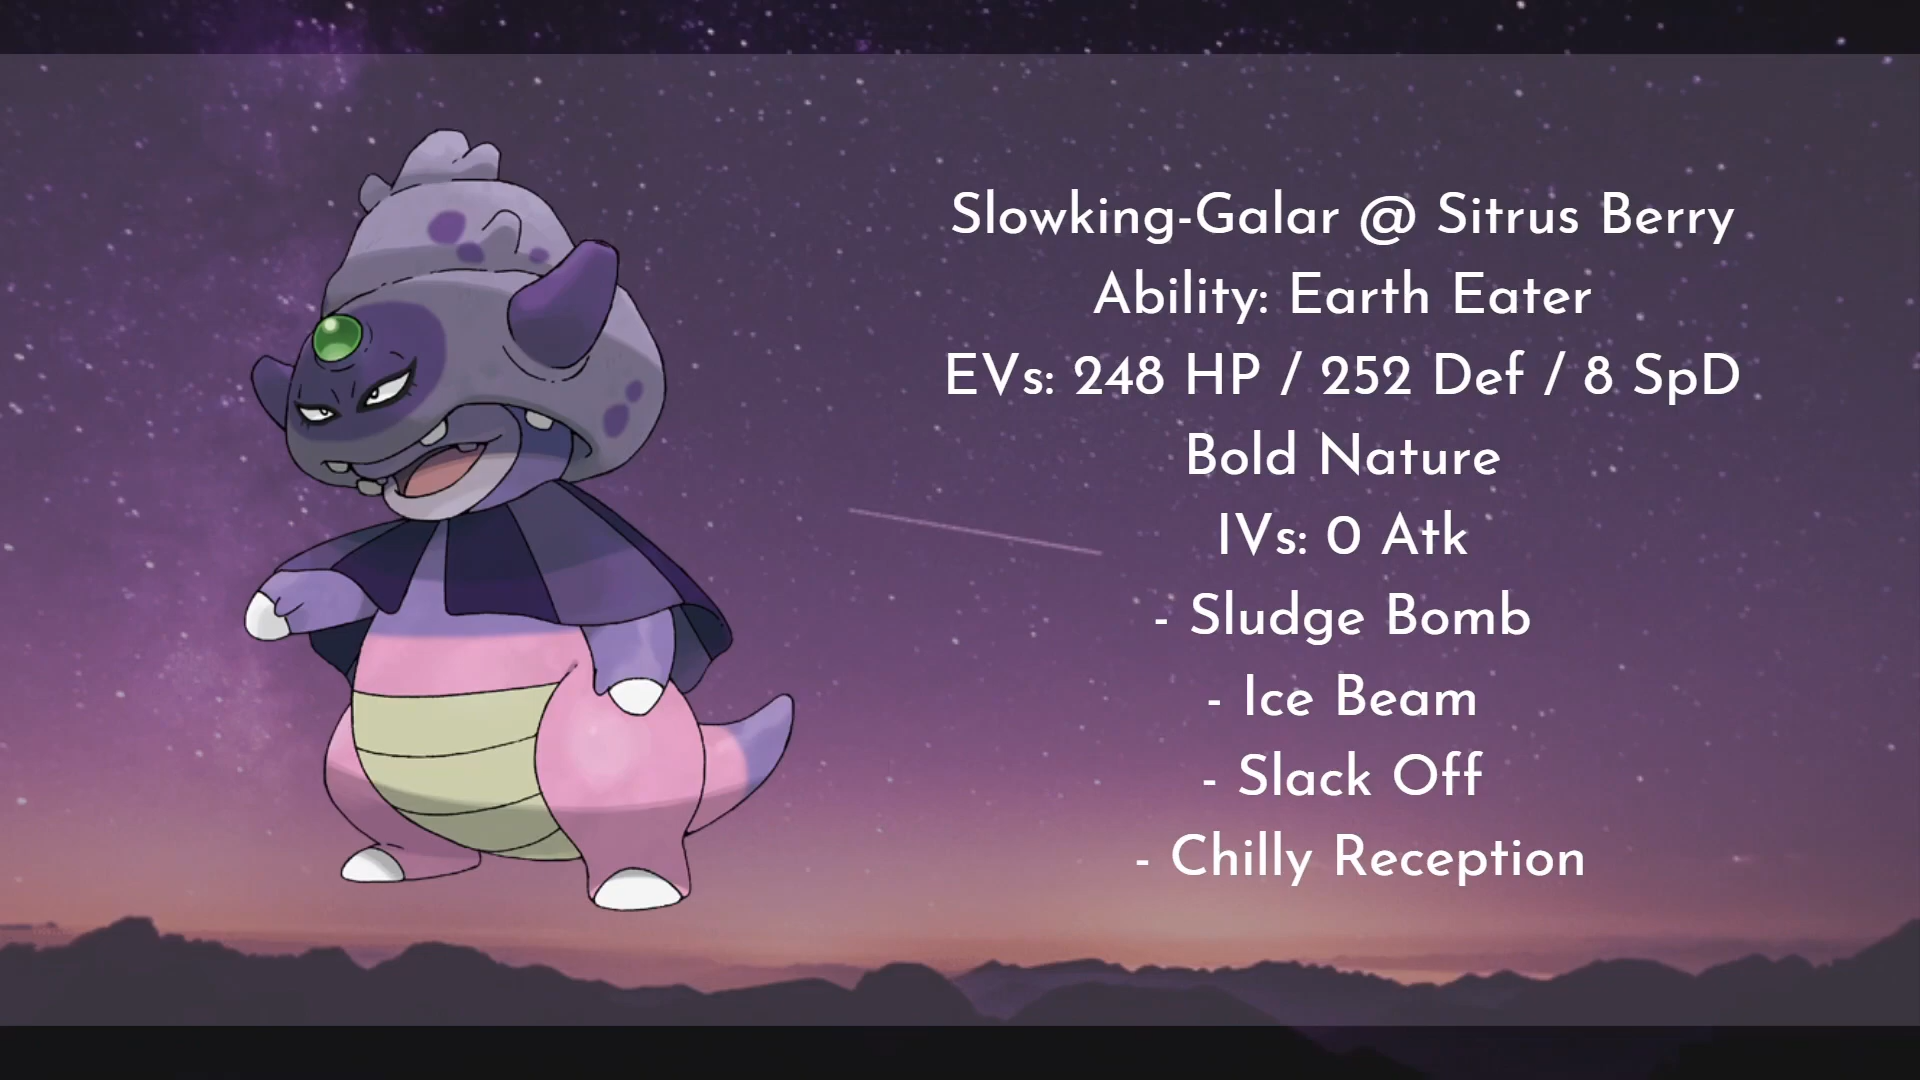 Slowking-Galar @ Sitrus Berry
Ability: Earth Eater
EVs: 248 HP / 252 Def / 8 SpD
Bold Nature
IVs: 0 Atk
- Sludge Bomb
- Ice Beam
- Slack Off
- Chilly Reception